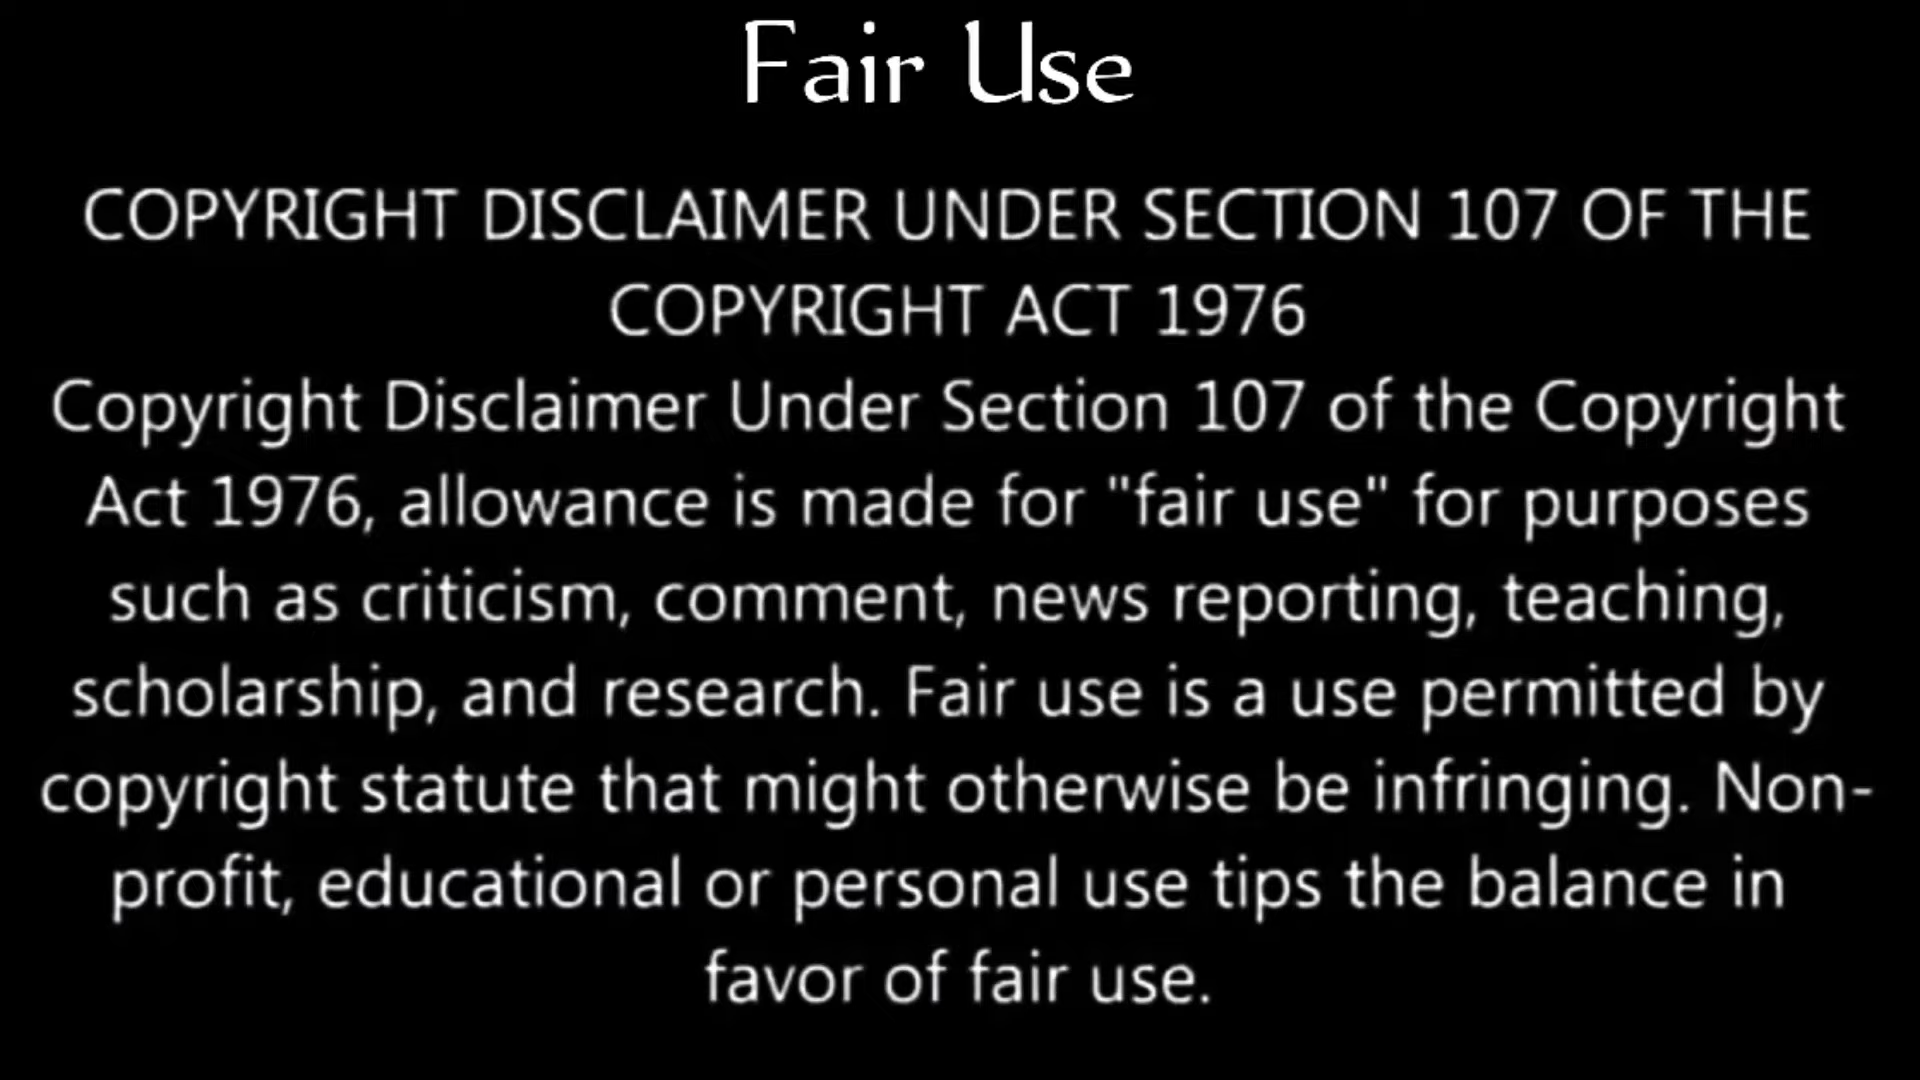 Fair Use
COPYRIGHT DISCLAIMER UNDER SECTION 107 OF THE
COPYRIGHT ACT 1976
Copyright Disclaimer Under Section 107 of the Copyright
Act 1976, allowance is made for "fair use" for purposes
such as criticism, comment, news reporting, teaching,
scholarship, and research. Fair use is a use permitted by
copyright statute that might otherwise be infringing. Non-
profit, educational or personal use tips the balance in
favor of fair use.